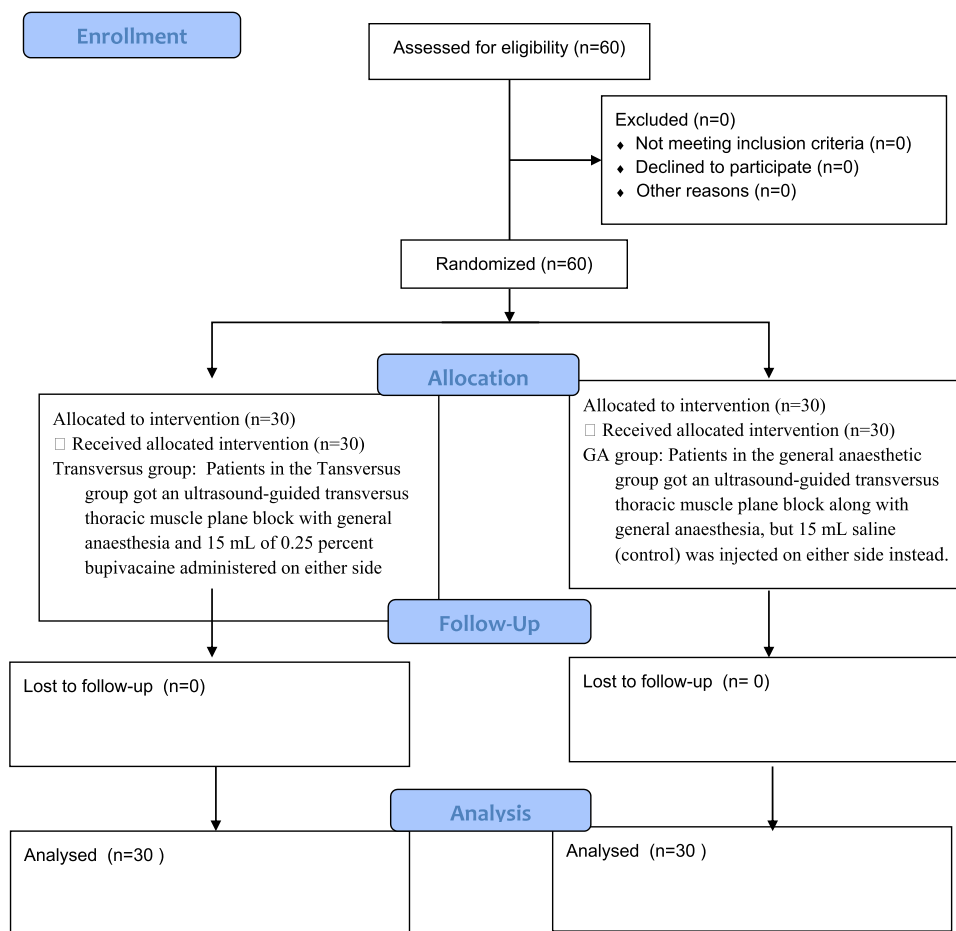 Enrollment
Assessed for eligibility (n=60)
Excluded (n=0)
♦ Not meeting inclusion criteria (n=0)
♦ Declined to participate (n=0)
♦ Other reasons (n=0)
Randomized (n=60)
Allocation
Allocated to intervention (n=30)
□ Received allocated intervention (n=30)
Transversus group: Patients in the Tansversus
group got an ultrasound-guided transversus
thoracic muscle plane block with general
anaesthesia and 15 mL of 0.25 percent
bupivacaine administered on either side
Allocated to intervention (n=30)
□ Received allocated intervention (n=30)
GA group: Patients in the general anaesthetic
group got an ultrasound-guided transversus
thoracic muscle plane block along with
general anaesthesia, but 15 mL saline
(control) was injected on either side instead.
Follow-Up
Lost to follow-up (n=0)
Lost to follow-up (n= 0)
Analysis
Analysed (n=30 )
Analysed (n=30 )